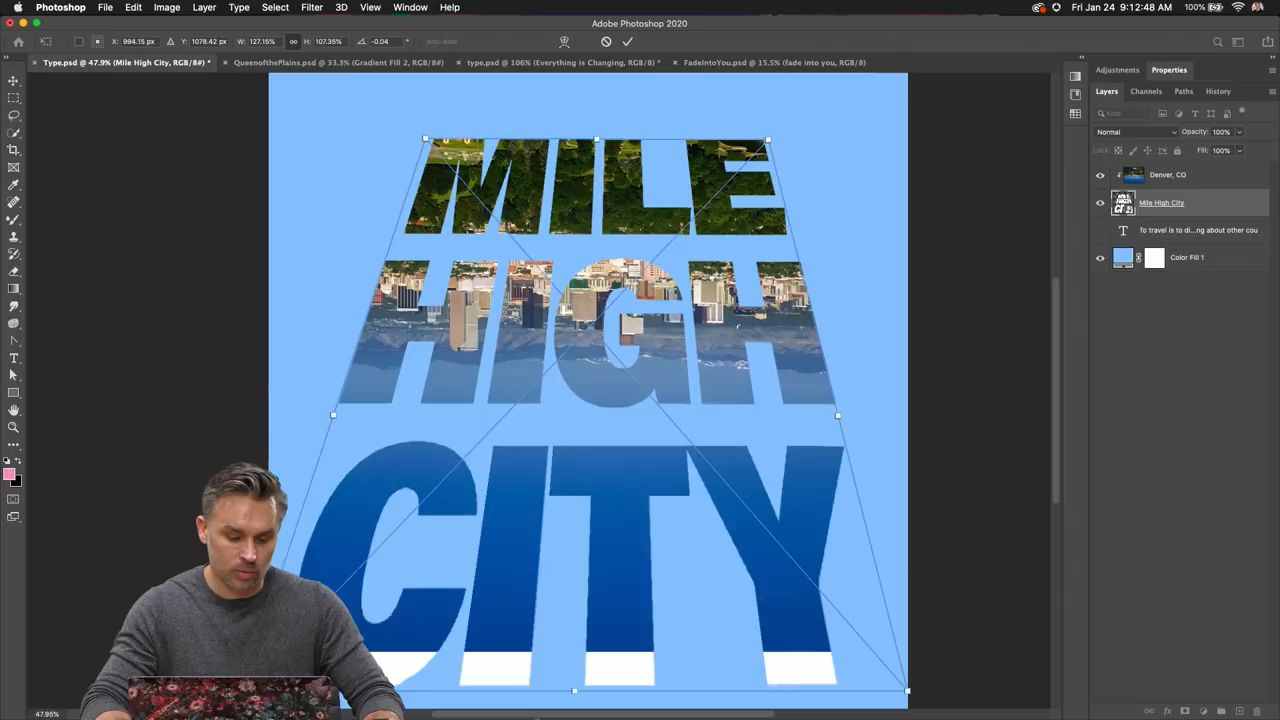 Photoshop File Edit Image Layer Type Select Filter 3D View Window Help 100% Fri Jan 24 9:12:48 AM
Adobe Photoshop 2020
X: 994.15 px Y: 1078.42 px W: 127.15% H: 107.35% -0.04 ° Anti-alias
Type.psd @ 47.9% (Mile High City, RGB/8#) * QueenofthePlains.psd @ 33.3% (Gradient Fill 2, RGB/8#) type.psd @ 106% (Everything is Changing, RGB/8) * FadeIntoYou.psd @ 15.5% (fade into you, RGB/8)
Adjustments Properties
Layers Channels Paths History
Kind
Normal Opacity: 100%
Lock: Fill: 100%
Denver, CO
Mile High City
To travel is to di...ng about other cou
Color Fill 1
MILE
HIGH
CITY
47.95%